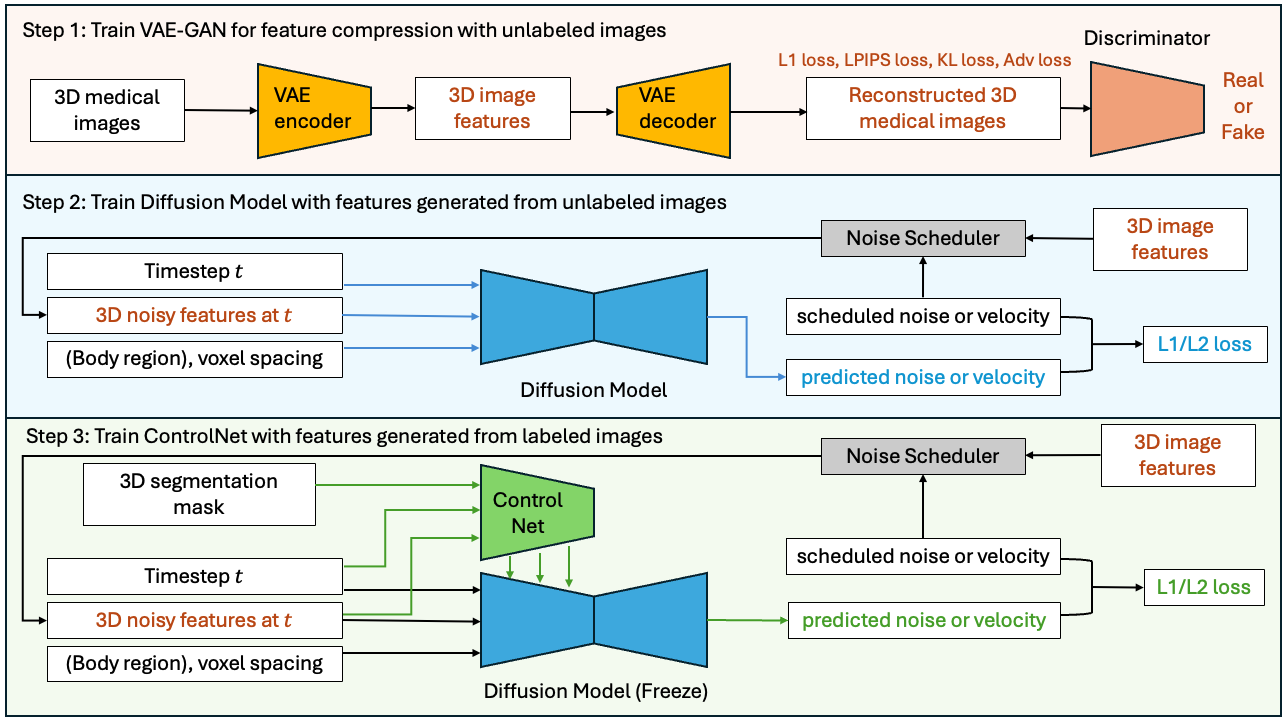 Step 1: Train VAE-GAN for feature compression with unlabeled images
Discriminator
L1 loss, LPIPS loss, KL loss, Adv loss
3D medical
images
VAE
encoder
3D image
features
VAE
decoder
Reconstructed 3D
medical images
Real
or
Fake
Step 2: Train Diffusion Model with features generated from unlabeled images
Noise Scheduler
3D image
features
Timestep t
3D noisy features at t
(Body region), voxel spacing
Diffusion Model
scheduled noise or velocity
predicted noise or velocity
L1/L2 loss
Step 3: Train ControlNet with features generated from labeled images
Noise Scheduler
3D image
features
3D segmentation
mask
Control
Net
Timestep t
3D noisy features at t
(Body region), voxel spacing
Diffusion Model (Freeze)
scheduled noise or velocity
predicted noise or velocity
L1/L2 loss